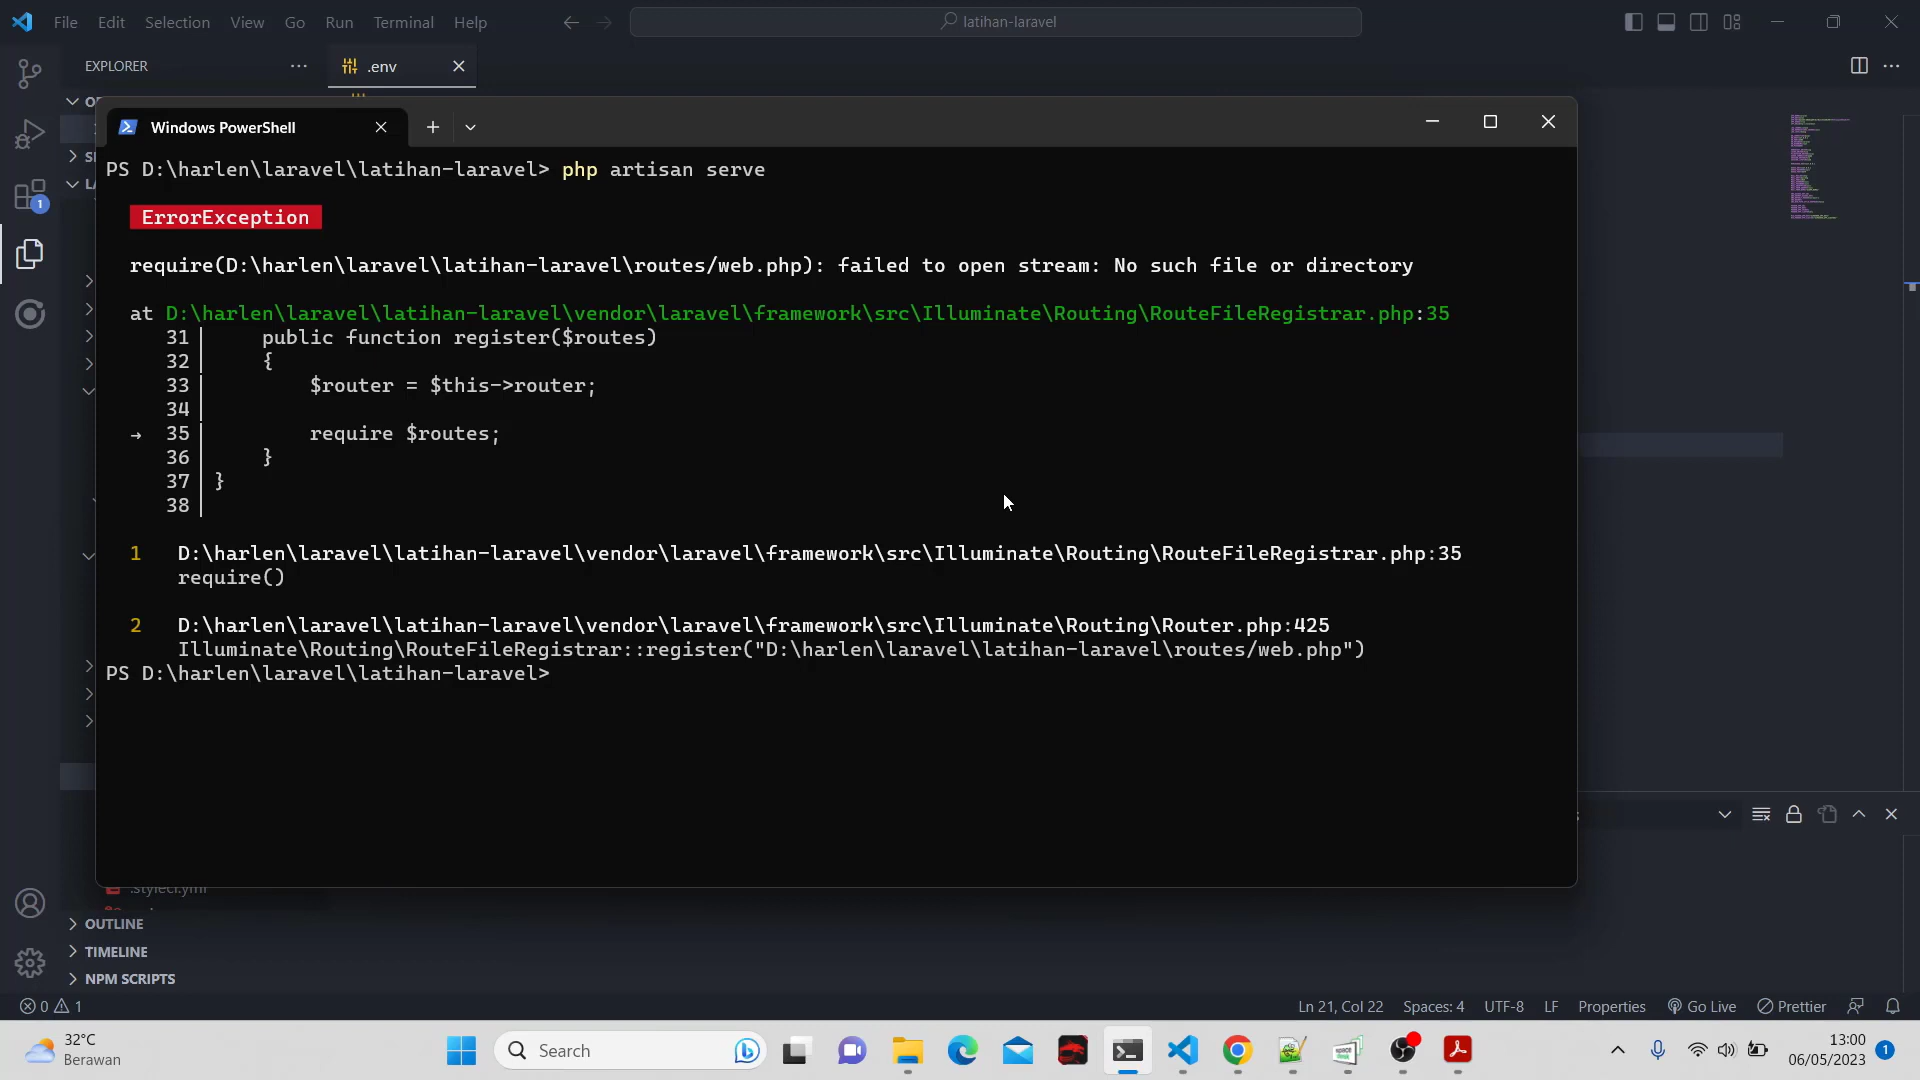 File Edit Selection View Go Run Terminal Help
latihan-laravel
EXPLORER
.env
Windows PowerShell
PS D:\harlen\laravel\latihan-laravel> php artisan serve
ErrorException
require(D:\harlen\laravel\latihan-laravel\routes/web.php): failed to open stream: No such file or directory
at D:\harlen\laravel\latihan-laravel\vendor\laravel\framework\src\Illuminate\Routing\RouteFileRegistrar.php:35
31 public function register($routes)
32 {
33 $router = $this->router;
34
→ 35 require $routes;
36 }
37 }
38
1 D:\harlen\laravel\latihan-laravel\vendor\laravel\framework\src\Illuminate\Routing\RouteFileRegistrar.php:35
require()
2 D:\harlen\laravel\latihan-laravel\vendor\laravel\framework\src\Illuminate\Routing\Router.php:425
Illuminate\Routing\RouteFileRegistrar::register("D:\harlen\laravel\latihan-laravel\routes/web.php")
PS D:\harlen\laravel\latihan-laravel>
1
.styleci.yml
OUTLINE
TIMELINE
NPM SCRIPTS
0 1
Ln 21, Col 22 Spaces: 4 UTF-8 LF Properties Go Live Prettier
32°C
Berawan
Search
13:00
06/05/2023
1